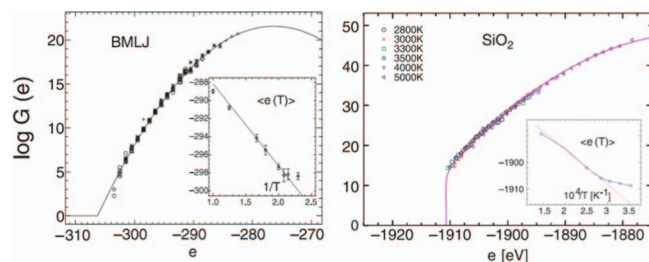 BMLJ
log G (e)
20
15
10
5
0
−310
−300
−290
−280
−270
e
<e (T)>
−288
−290
−292
−294
−296
−298
−300
1.0
1.5
2.0
2.5
1/T
SiO2
2800K
3000K
3300K
3500K
4000K
5000K
50
40
30
20
10
0
−1920
−1910
−1900
−1890
−1880
e [eV]
<e (T)>
−1900
−1910
1.5
2
2.5
3
3.5
10⁴/T [K⁻¹]